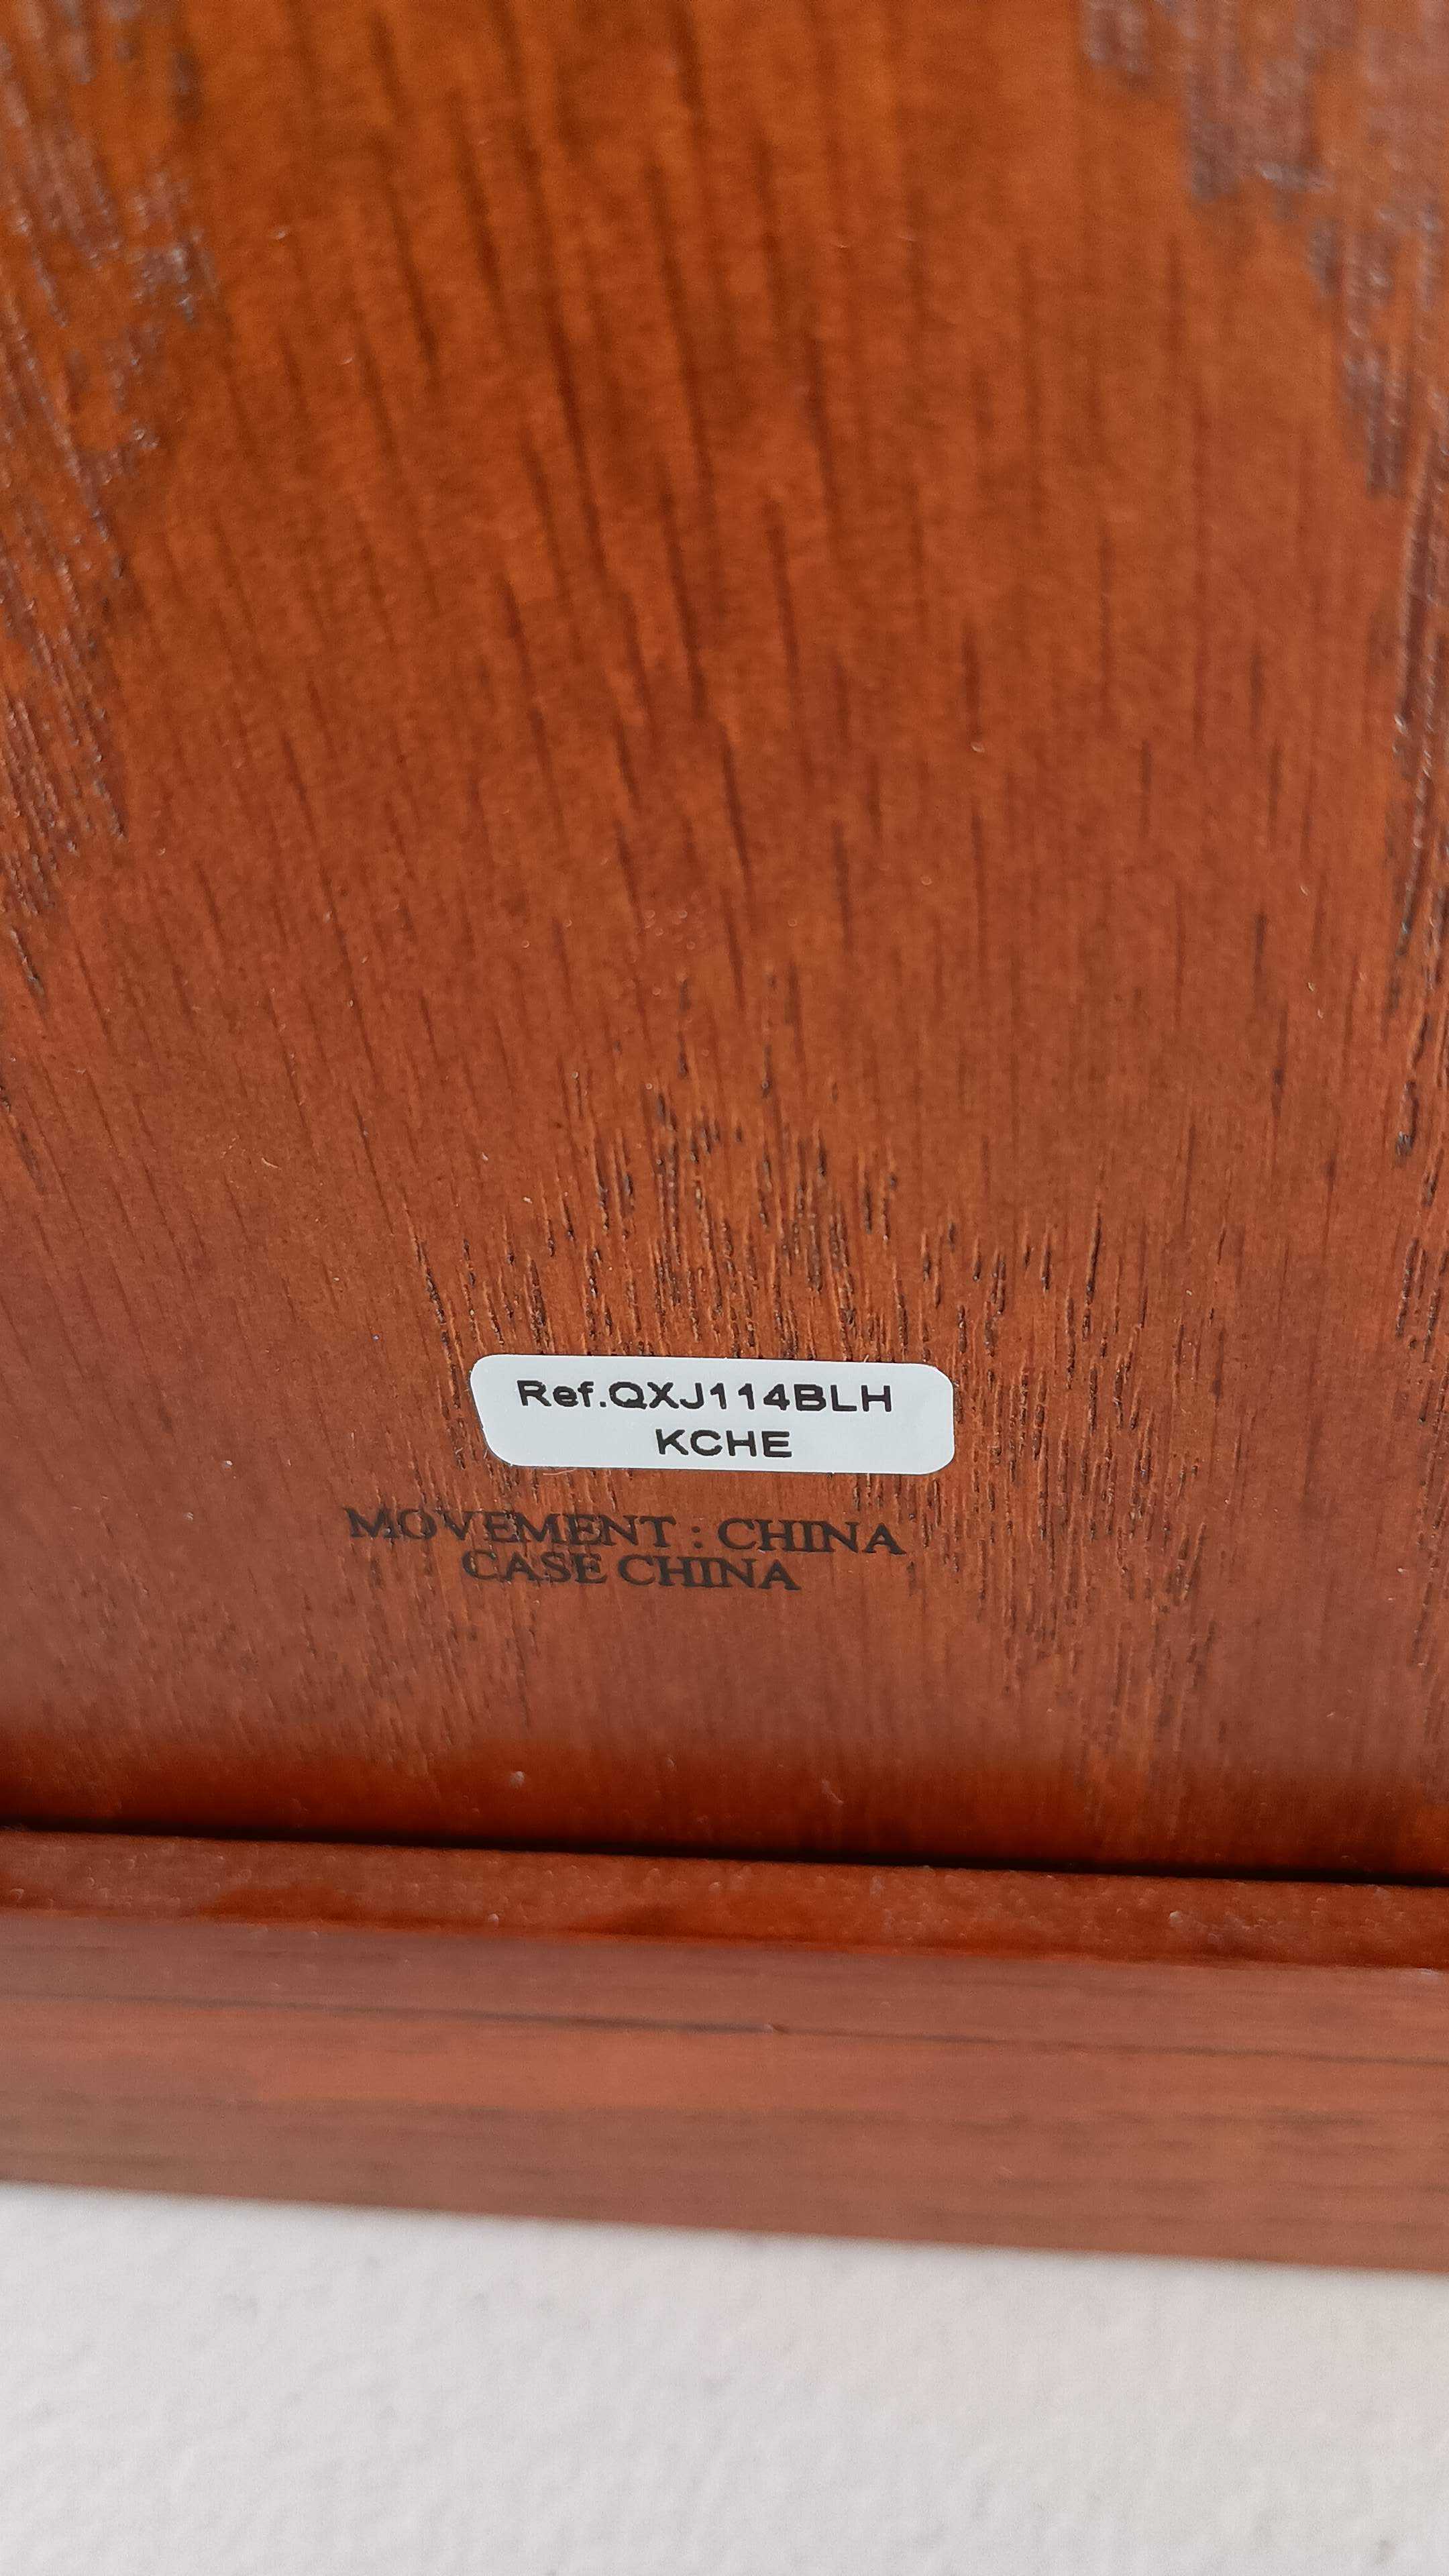 Ref.QXJ114BLH
KCHE
MOVEMENT : CHINA
CASE CHINA